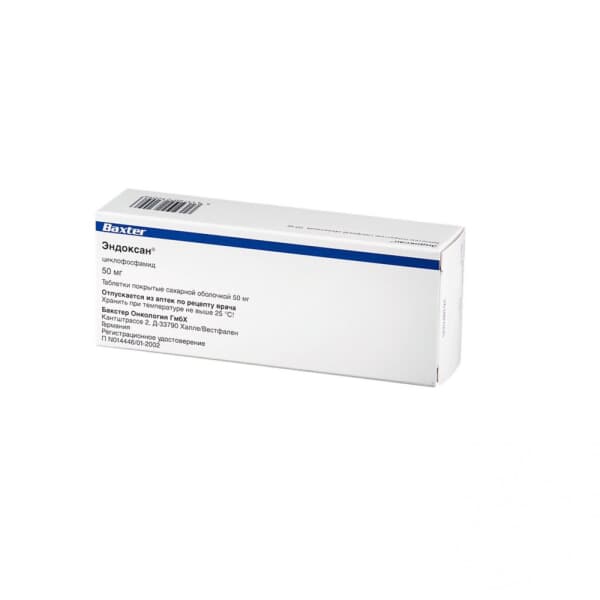 Baxter
Эндоксан®
циклофосфамид
50 мг
Таблетки покрытые сахарной оболочкой 50 мг
Отпускается из аптек по рецепту врача
Хранить при температуре не выше 25 °C!
Бакстер Онкология ГмбХ
Кантштрассе 2, Д-33790 Халле/Вестфален
Германия
Регистрационное удостоверение
П N014446/01-2002
Эндоксан®